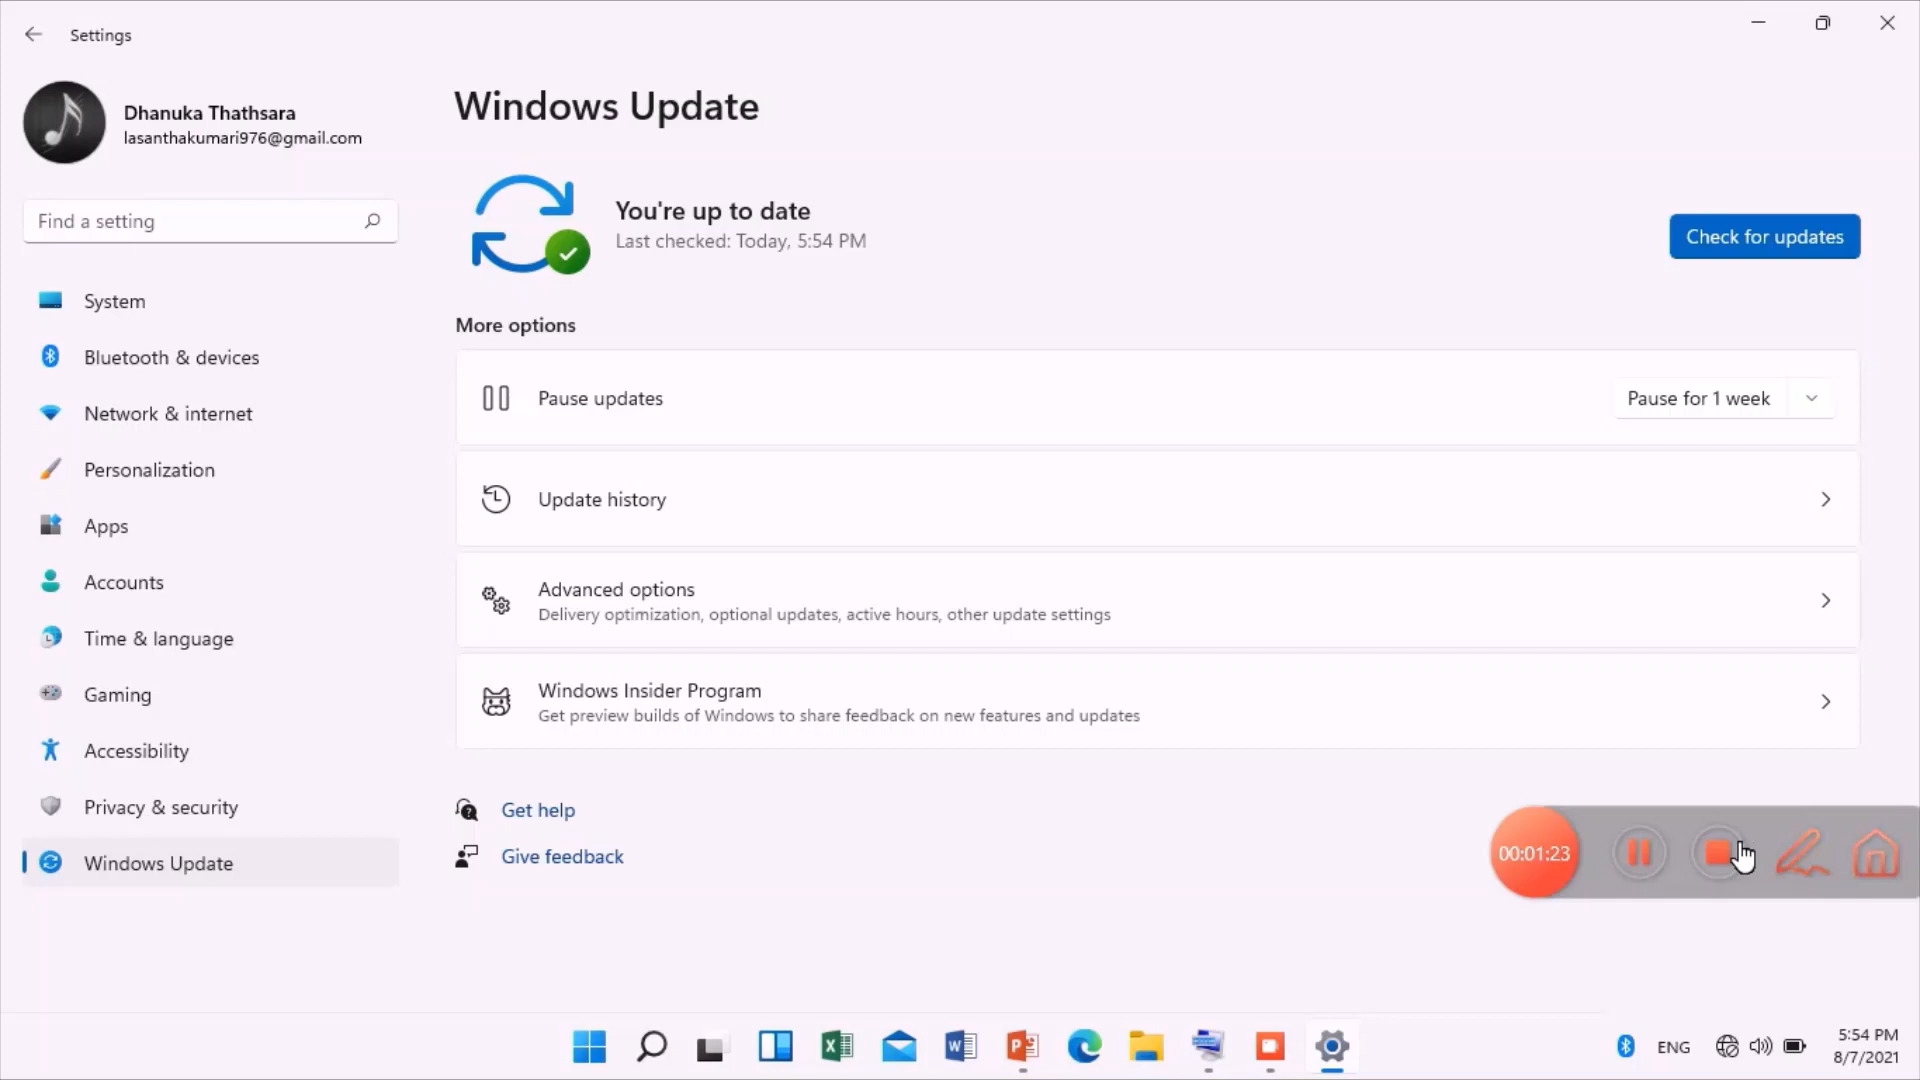 Settings
Dhanuka Thathsara
lasanthakumari976@gmail.com
Find a setting
System
Bluetooth & devices
Network & internet
Personalization
Apps
Accounts
Time & language
Gaming
Accessibility
Privacy & security
Windows Update
Windows Update
You're up to date
Last checked: Today, 5:54 PM
Check for updates
More options
Pause updates
Pause for 1 week
Update history
Advanced options
Delivery optimization, optional updates, active hours, other update settings
Windows Insider Program
Get preview builds of Windows to share feedback on new features and updates
Get help
Give feedback
00:01:23
ENG
5:54 PM
8/7/2021